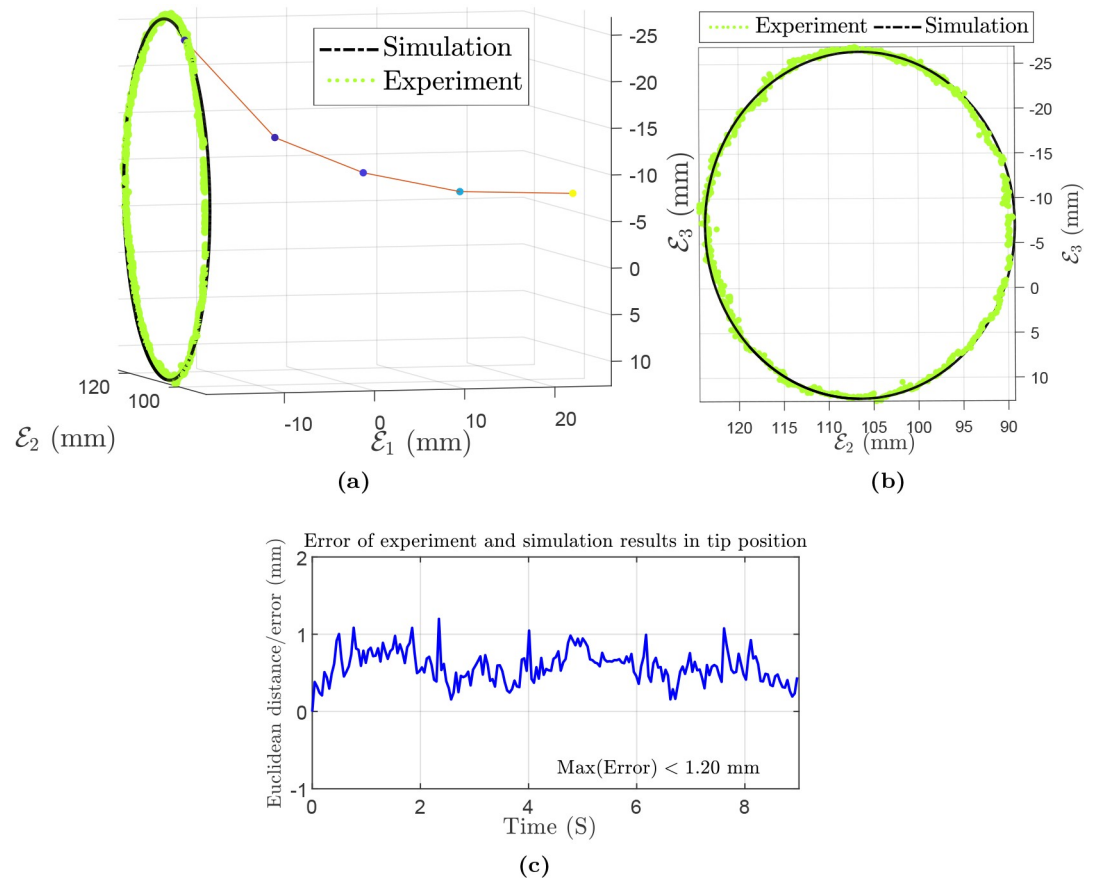 Simulation
Experiment
-25
-20
-15
-10
-5
0
5
10
120
100
-10
0
10
20
ℰ2 (mm)
ℰ1 (mm)
(a)
Experiment Simulation
-25
-20
-15
-10
-5
0
5
10
ℰ3 (mm)
ℰ3 (mm)
120 115 110 105 100 95 90
ℰ2 (mm)
(b)
Error of experiment and simulation results in tip position
Euclidean distance/error (mm)
2
1
0
-1
Max(Error) < 1.20 mm
0 2 4 6 8
Time (S)
(c)